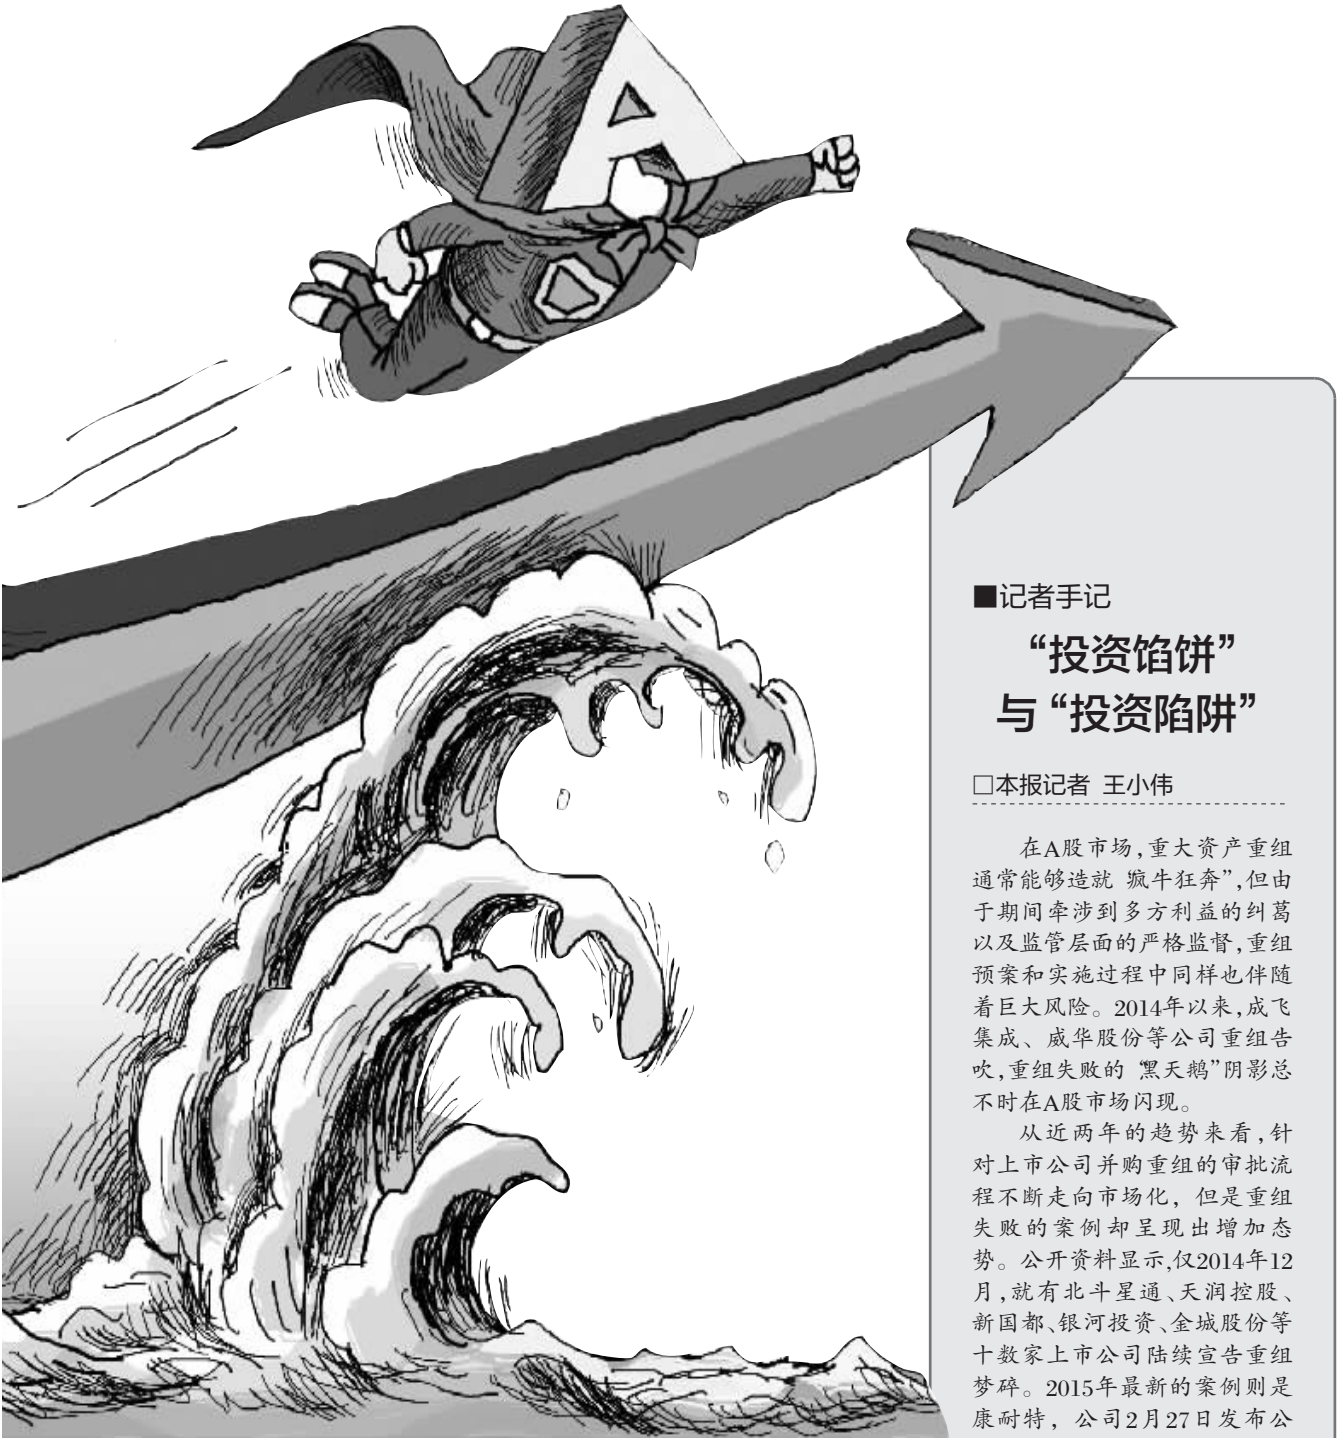 A
■记者手记
“投资馅饼”
与“投资陷阱”
□本报记者 王小伟
在A股市场,重大资产重组
通常能够造就 疯牛狂奔”,但由
于期间牵涉到多方利益的纠葛
以及监管层面的严格监督,重组
预案和实施过程中同样也伴随
着巨大风险。2014年以来,成飞
集成、威华股份等公司重组告
吹,重组失败的“黑天鹅”阴影总
不时在A股市场闪现。
从近两年的趋势来看,针
对上市公司并购重组的审批流
程不断走向市场化，但是重组
失败的案例却呈现出增加态
势。公开资料显示,仅2014年12
月,就有北斗星通、天润控股、
新国都、银河投资、金城股份等
十数家上市公司陆续宣告重组
梦碎。2015年最新的案例则是
康耐特，公司2月27日发布公